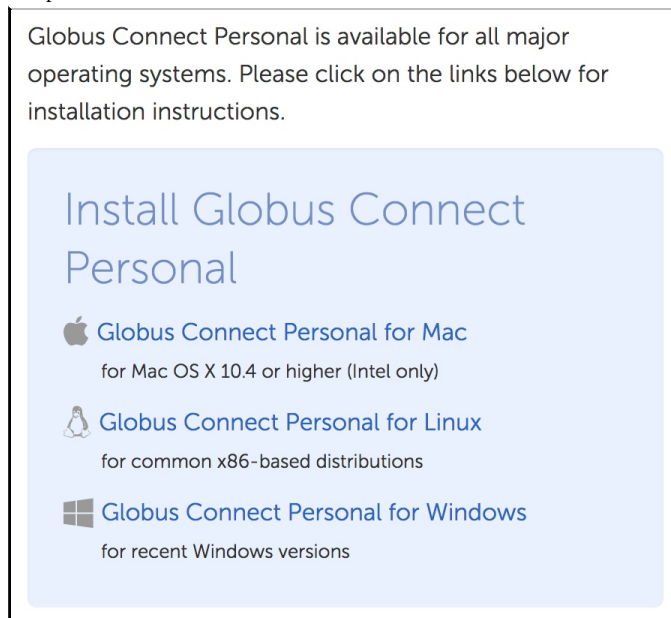 Globus Connect Personal is available for all major
operating systems. Please click on the links below for
installation instructions.
Install Globus Connect
Personal
Globus Connect Personal for Mac
for Mac OS X 10.4 or higher (Intel only)
Globus Connect Personal for Linux
for common x86-based distributions
Globus Connect Personal for Windows
for recent Windows versions